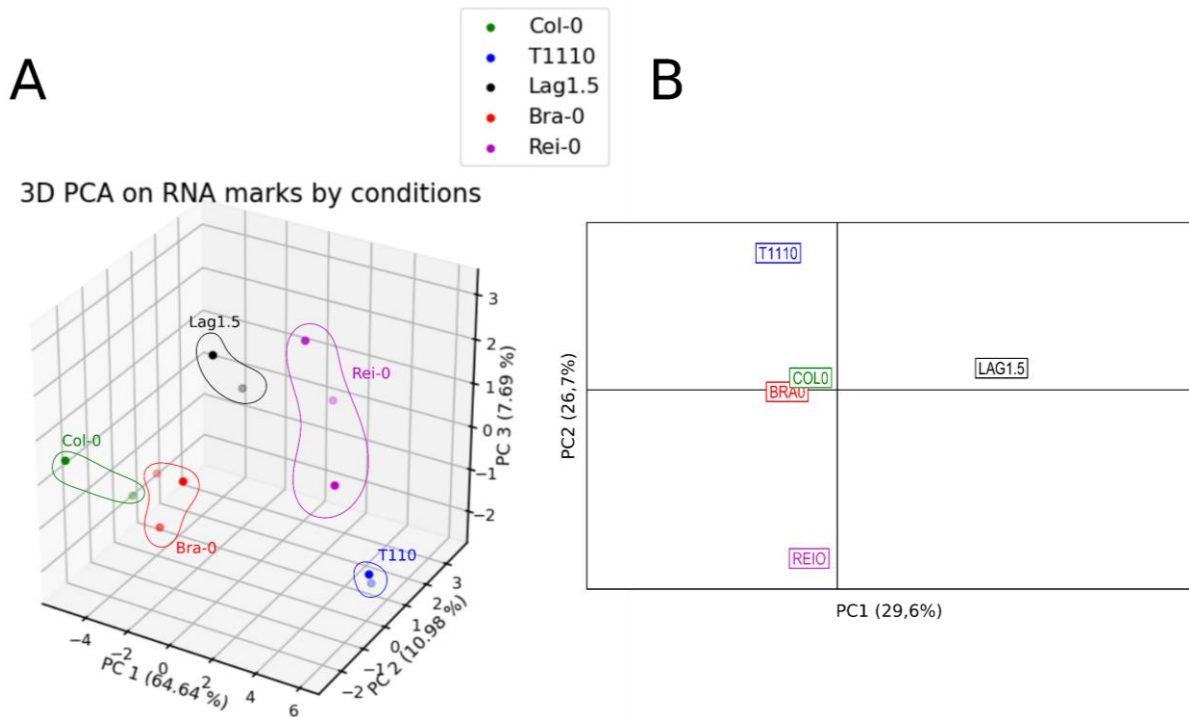 A
Col-0
T1110
Lag1.5
Bra-0
Rei-0
B
3D PCA on RNA marks by conditions
Lag1.5
Rei-0
Col-0
Bra-0
T110
3
2
1
0
−1
−2
PC 3 (7.69 %)
−4
−2
0
2
4
6
PC 1 (64.64 %)
−2
−1
0
1
2
3
PC 2 (10.98 %)
T1110
COL0
BRA0
LAG1.5
REIO
PC2 (26,7%)
PC1 (29,6%)